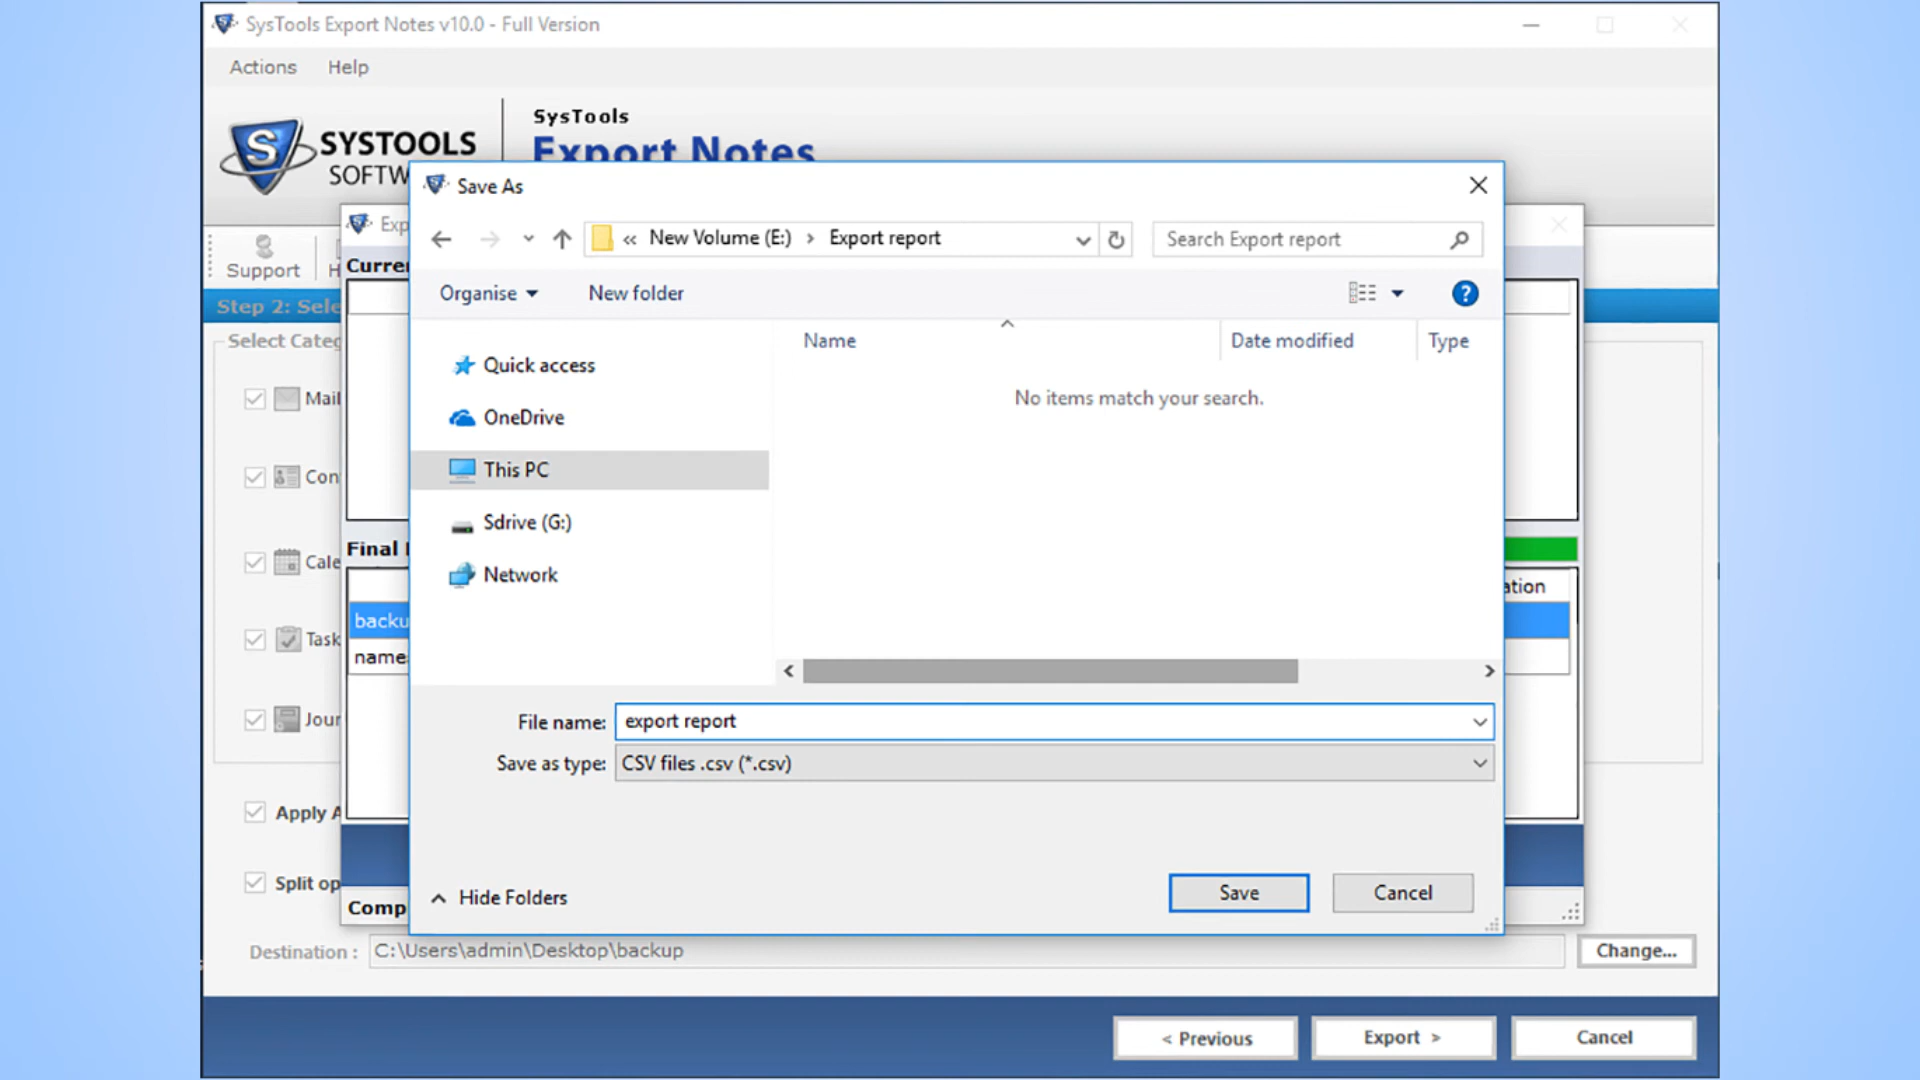 SysTools Export Notes v10.0 - Full Version
Actions Help
SYSTOOLS
SOFTW
SysTools
Export Notes
Support
Step 2: Sele
Select Categ
Mail
Con
Cale
Task
Jour
Apply A
Split op
Exp
Curre
Final
backu
name
ation
Comp
Save As
« New Volume (E:) > Export report
Search Export report
Organise New folder
Name Date modified Type
No items match your search.
Quick access
OneDrive
This PC
Sdrive (G:)
Network
File name: export report
Save as type: CSV files .csv (*.csv)
Hide Folders
Save Cancel
Destination : C:\Users\admin\Desktop\backup
Change...
< Previous Export > Cancel